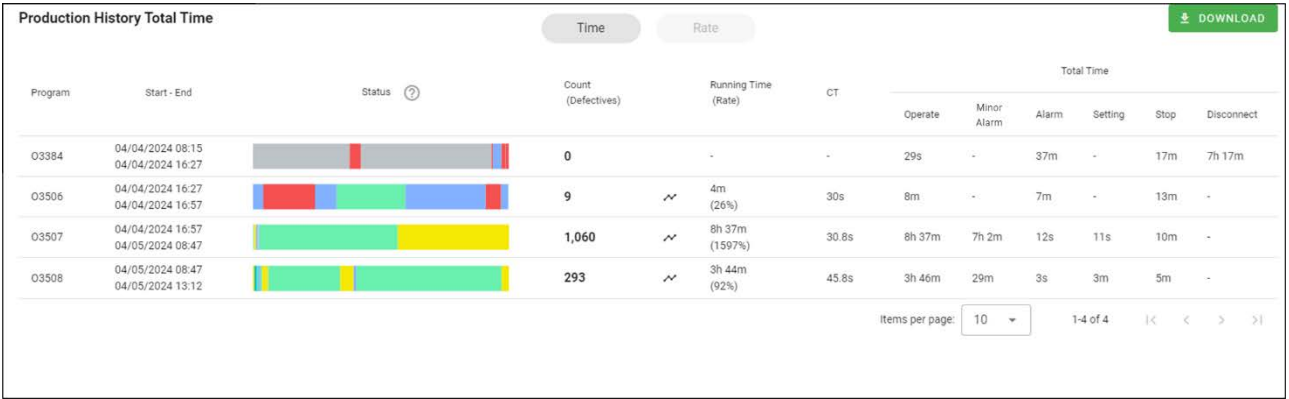 Production History Total Time
Time
Rate
DOWNLOAD
Total Time
Program
Start - End
Status ?
Count
(Defectives)
Running Time
(Rate)
CT
Operate
Minor
Alarm
Alarm
Setting
Stop
Disconnect
O3384
04/04/2024 08:15
04/04/2024 16:27
0
-
-
29s
-
37m
-
17m
7h 17m
O3506
04/04/2024 16:27
04/04/2024 16:57
9
4m
(26%)
30s
8m
-
7m
-
13m
-
O3507
04/04/2024 16:57
04/05/2024 08:47
1,060
8h 37m
(1597%)
30.8s
8h 37m
7h 2m
12s
11s
10m
-
O3508
04/05/2024 08:47
04/05/2024 13:12
293
3h 44m
(92%)
45.8s
3h 46m
29m
3s
3m
5m
-
Items per page:
10
1-4 of 4